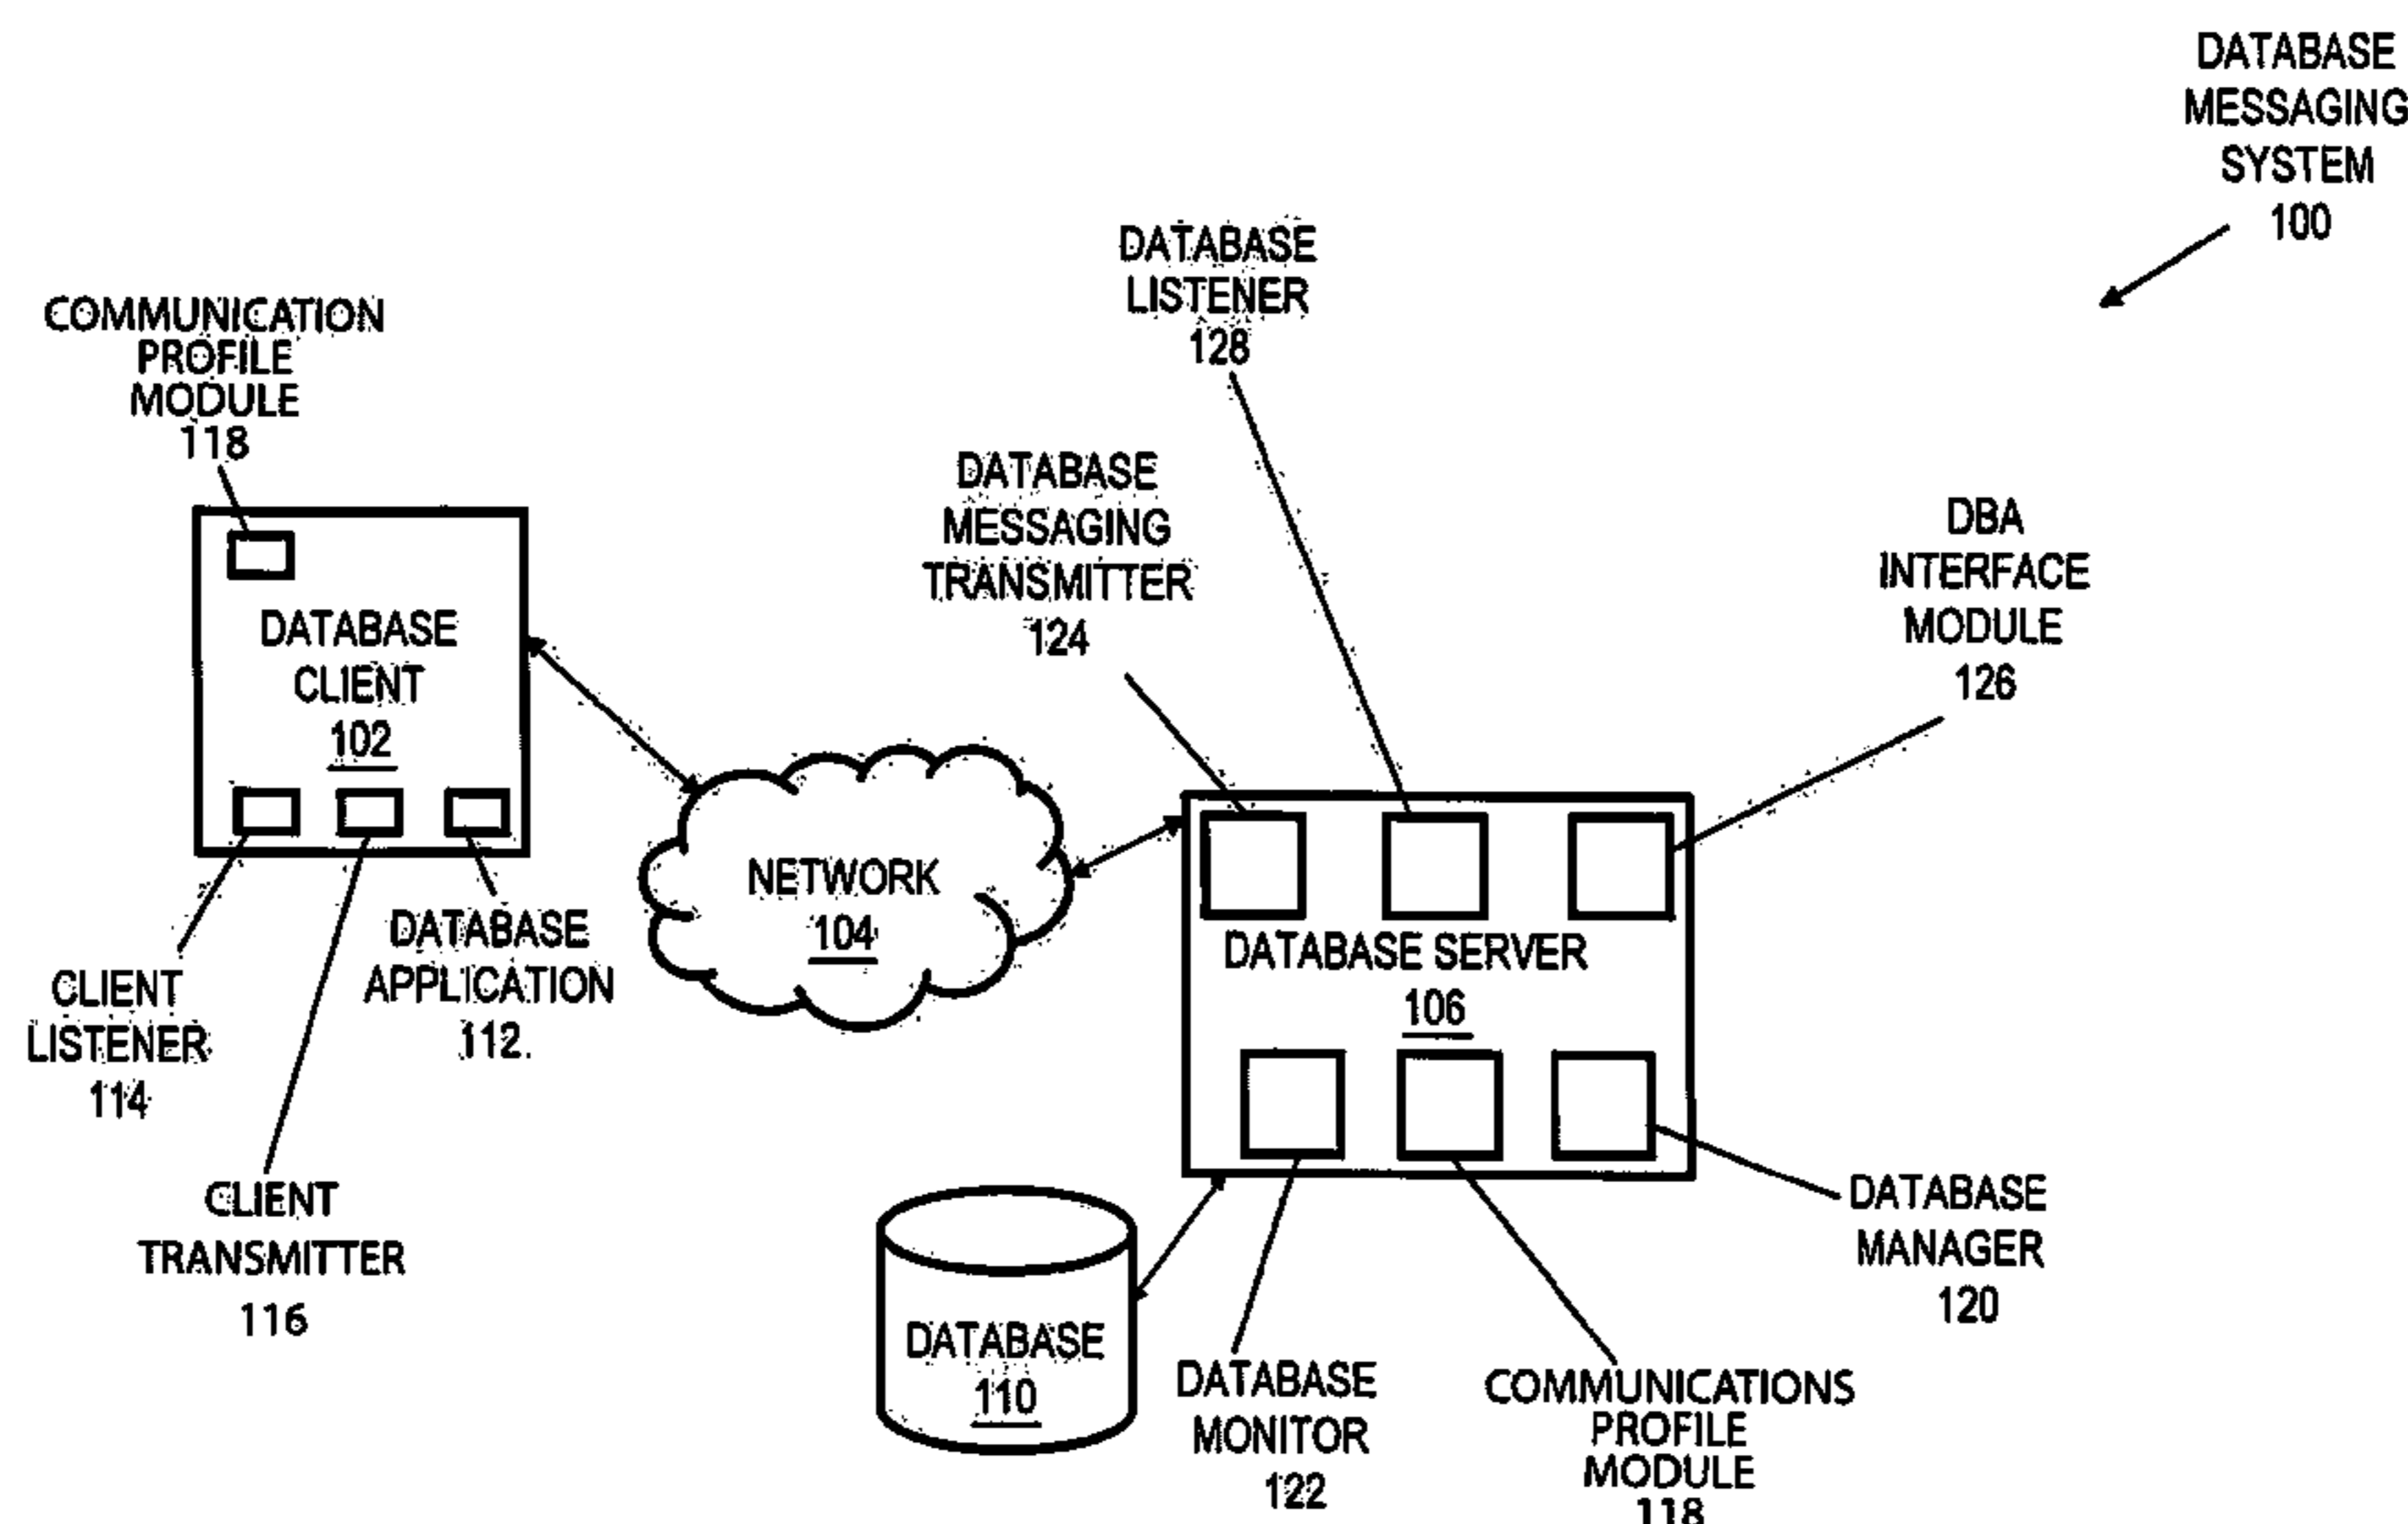 DATABASE
MESSAGING
SYSTEM
100
DATABASE
LISTENER
128
COMMUNICATION
PROFILE
MODULE
118
DATABASE
MESSAGING
TRANSMITTER
124
DBA
INTERFACE
MODULE
126
DATABASE
CLIENT
102
NETWORK
104
DATABASE SERVER
106
DATABASE
APPLICATION
112
CLIENT
LISTENER
114
CLIENT
TRANSMITTER
116
DATABASE
110
DATABASE
MONITOR
122
COMMUNICATIONS
PROFILE
MODULE
118
DATABASE
MANAGER
120